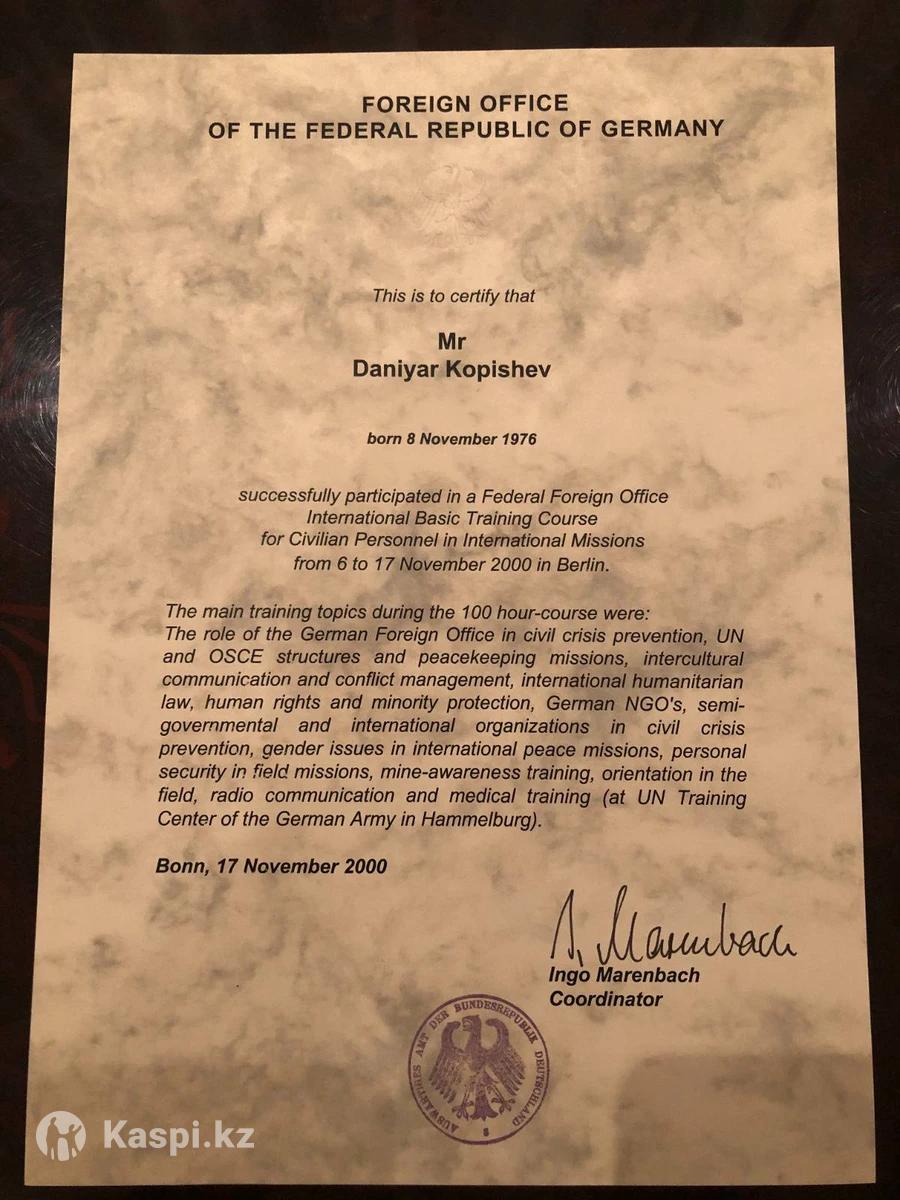 FOREIGN OFFICE
OF THE FEDERAL REPUBLIC OF GERMANY
This is to certify that
Mr
Daniyar Kopishev
born 8 November 1976
successfully participated in a Federal Foreign Office
International Basic Training Course
for Civilian Personnel in International Missions
from 6 to 17 November 2000 in Berlin.
The main training topics during the 100 hour-course were:
The role of the German Foreign Office in civil crisis prevention, UN
and OSCE structures and peacekeeping missions, intercultural
communication and conflict management, international humanitarian
law, human rights and minority protection, German NGO's, semi-
governmental and international organizations in civil crisis
prevention, gender issues in international peace missions, personal
security in field missions, mine-awareness training, orientation in the
field, radio communication and medical training (at UN Training
Center of the German Army in Hammelburg).
Bonn, 17 November 2000
I. Marenbach
Ingo Marenbach
Coordinator
AUSWÄRTIGES AMT DER BUNDESREPUBLIK DEUTSCHLAND
8
Kaspi.kz